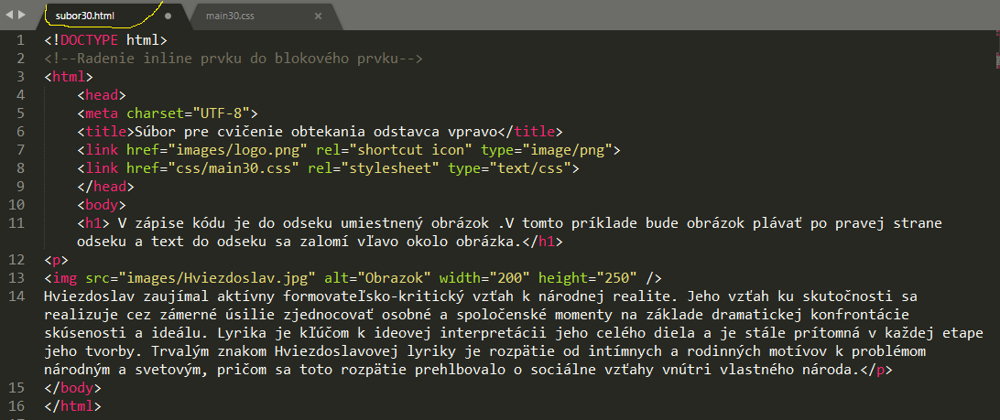 subor30.html main30.css
1 <!DOCTYPE html>
2 <!--Radenie inline prvku do blokového prvku-->
3 <html>
4 <head>
5 <meta charset="UTF-8">
6 <title>Súbor pre cvičenie obtekania odstavca vpravo</title>
7 <link href="images/logo.png" rel="shortcut icon" type="image/png">
8 <link href="css/main30.css" rel="stylesheet" type="text/css">
9 </head>
10 <body>
11 <h1> V zápise kódu je do odseku umiestnený obrázok .V tomto príklade bude obrázok plávať po pravej strane
odseku a text do odseku sa zalomí vľavo okolo obrázka.</h1>
12 <p>
13 <img src="images/Hviezdoslav.jpg" alt="Obrazok" width="200" height="250" />
14 Hviezdoslav zaujímal aktívny formovateľsko-kritický vzťah k národnej realite. Jeho vzťah ku skutočnosti sa
realizuje cez zámerné úsilie zjednocovať osobné a spoločenské momenty na základe dramatickej konfrontácie
skúsenosti a ideálu. Lyrika je kľúčom k ideovej interpretácii jeho celého diela a je stále prítomná v každej etape
jeho tvorby. Trvalým znakom Hviezdoslavovej lyriky je rozpätie od intímnych a rodinných motívov k problémom
národným a svetovým, pričom sa toto rozpätie prehlbovalo o sociálne vzťahy vnútri vlastného národa.</p>
15 </body>
16 </html>